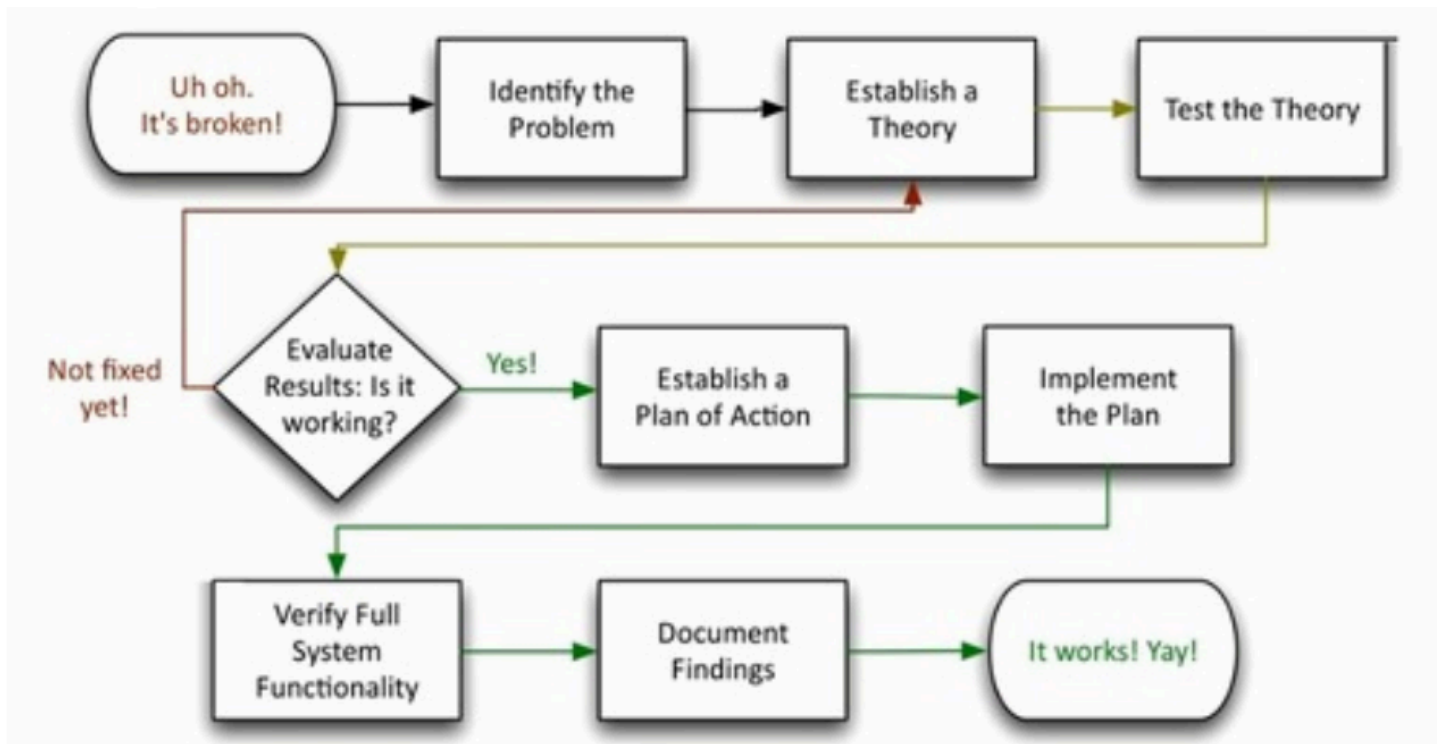 Uh oh.
It's broken!
Identify the
Problem
Establish a
Theory
Test the Theory
Not fixed
yet!
Evaluate
Results: Is it
working?
Yes!
Establish a
Plan of Action
Implement
the Plan
Verify Full
System
Functionality
Document
Findings
It works! Yay!